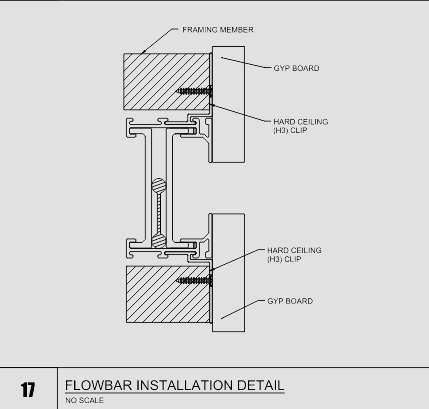 FRAMING MEMBER
GYP BOARD
HARD CEILING
(H3) CLIP
HARD CEILING
(H3) CLIP
GYP BOARD
17
FLOWBAR INSTALLATION DETAIL
NO SCALE